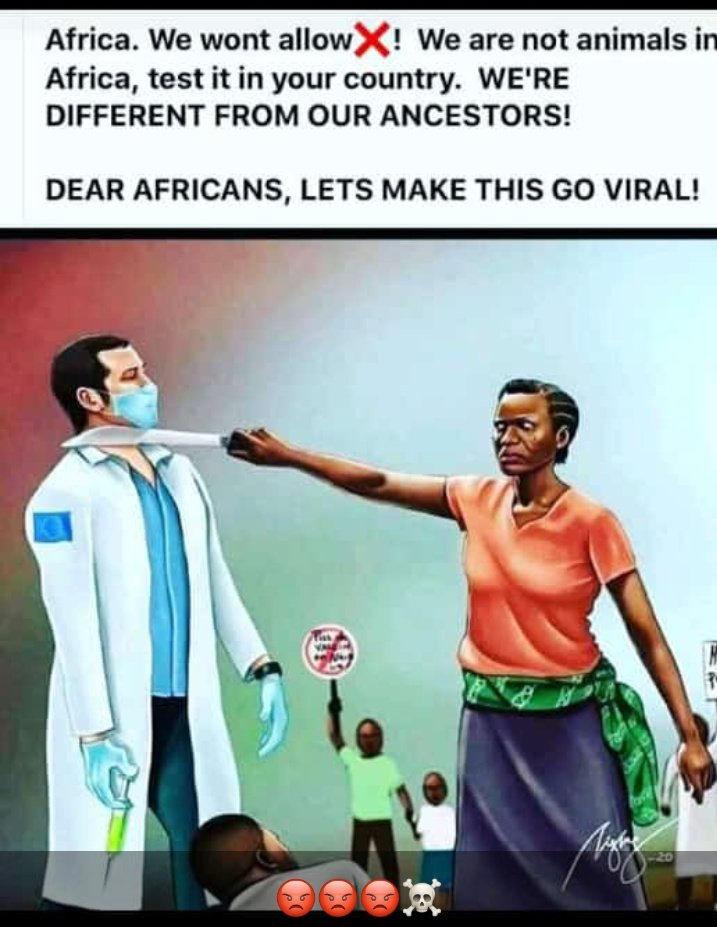 Africa. We wont allow❌! We are not animals in
Africa, test it in your country. WE'RE
DIFFERENT FROM OUR ANCESTORS!
DEAR AFRICANS, LETS MAKE THIS GO VIRAL!
-20